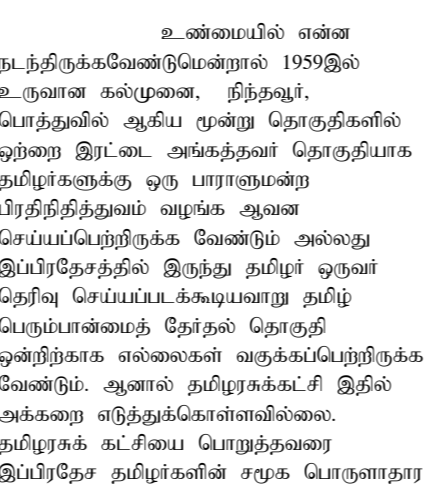 உண்மையில் என்ன
நடந்திருக்கவேண்டுமென்றால் 1959இல்
உருவான கல்முனை, நிந்தவூர்,
பொத்துவில் ஆகிய மூன்று தொகுதிகளில்
ஒற்றை இரட்டை அங்கத்தவர் தொகுதியாக
தமிழர்களுக்கு ஒரு பாராளுமன்ற
பிரதிநிதித்துவம் வழங்க ஆவன
செய்யப்பெற்றிருக்க வேண்டும் அல்லது
இப்பிரதேசத்தில் இருந்து தமிழர் ஒருவர்
தெரிவு செய்யப்படக்கூடியவாறு தமிழ்
பெரும்பான்மைத் தேர்தல் தொகுதி
ஒன்றிற்காக எல்லைகள் வகுக்கப்பெற்றிருக்க
வேண்டும். ஆனால் தமிழரசுக்கட்சி இதில்
அக்கறை எடுத்துக்கொள்ளவில்லை.
தமிழரசுக் கட்சியை பொறுத்தவரை
இப்பிரதேச தமிழர்களின் சமூக பொருளாதார